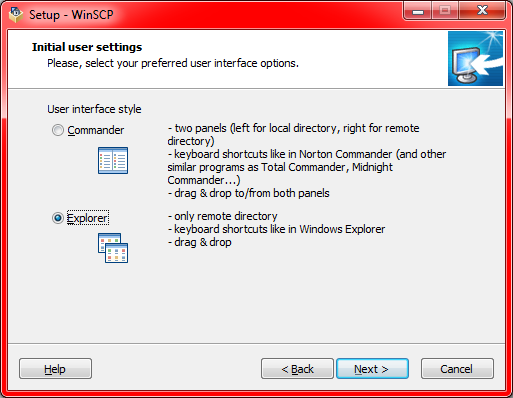 Setup - WinSCP
Initial user settings
Please, select your preferred user interface options.
User interface style
Commander
- two panels (left for local directory, right for remote
directory)
- keyboard shortcuts like in Norton Commander (and other
similar programs as Total Commander, Midnight
Commander...)
- drag & drop to/from both panels
Explorer
- only remote directory
- keyboard shortcuts like in Windows Explorer
- drag & drop
Help
< Back
Next >
Cancel